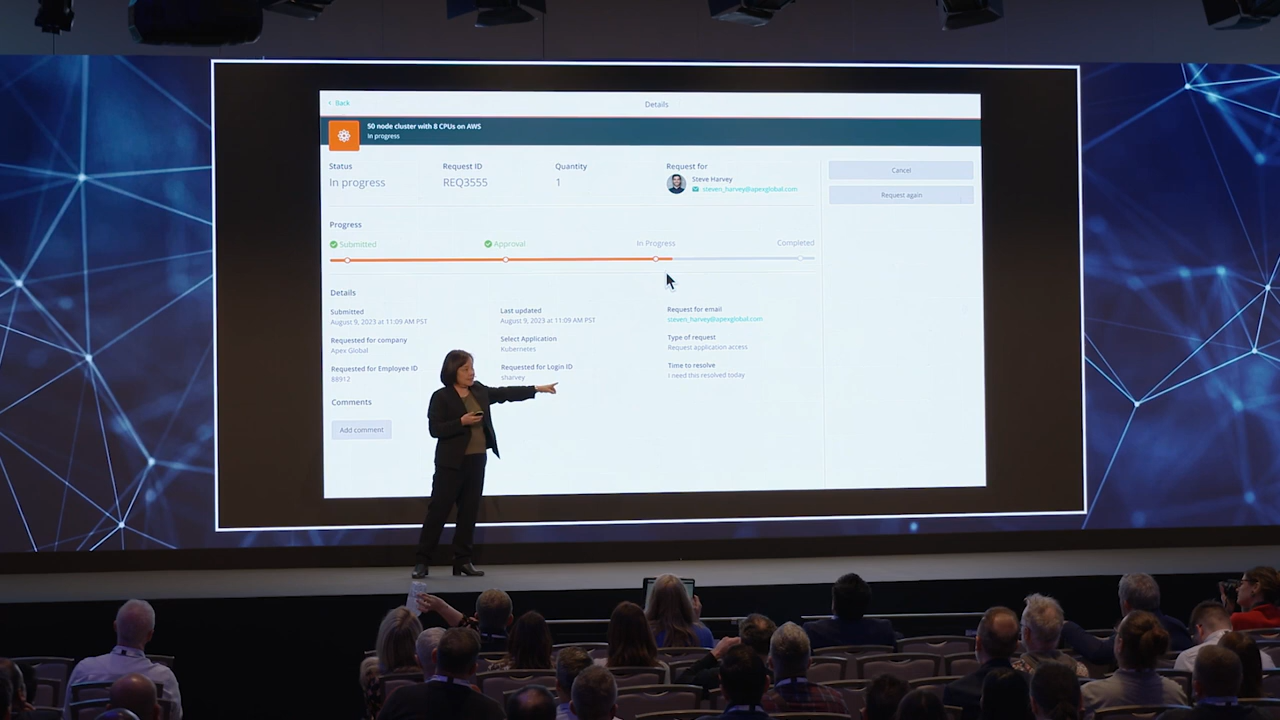 Back
Details
50 node cluster with 8 CPUs on AWS
In progress
Status
Request ID
Quantity
Request for
In progress
REQ3555
1
Steve Harvey
steven_harvey@apexglobal.com
Cancel
Request again
Progress
Submitted
Approval
In Progress
Completed
Details
Submitted
August 9, 2023 at 11:09 AM PST
Last updated
August 9, 2023 at 11:09 AM PST
Request for email
steven_harvey@apexglobal.com
Requested for company
Apex Global
Select Application
Kubernetes
Type of request
Request application access
Requested for Employee ID
88912
Requested for Login ID
sharvey
Time to resolve
I need this resolved today
Comments
Add comment